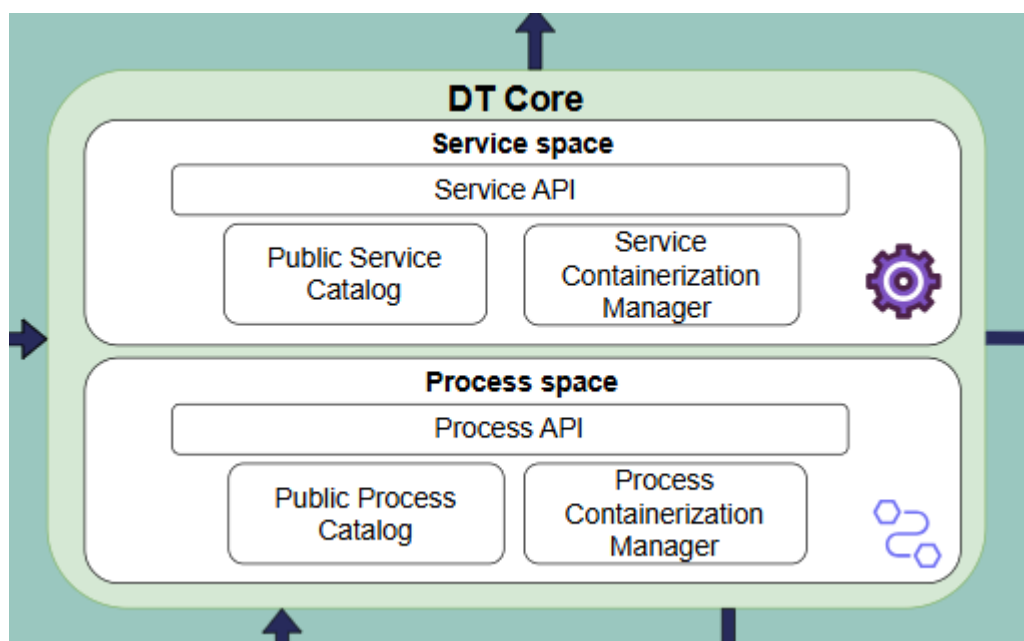 DT Core
Service space
Service API
Public Service
Catalog
Service
Containerization
Manager
Process space
Process API
Public Process
Catalog
Process
Containerization
Manager